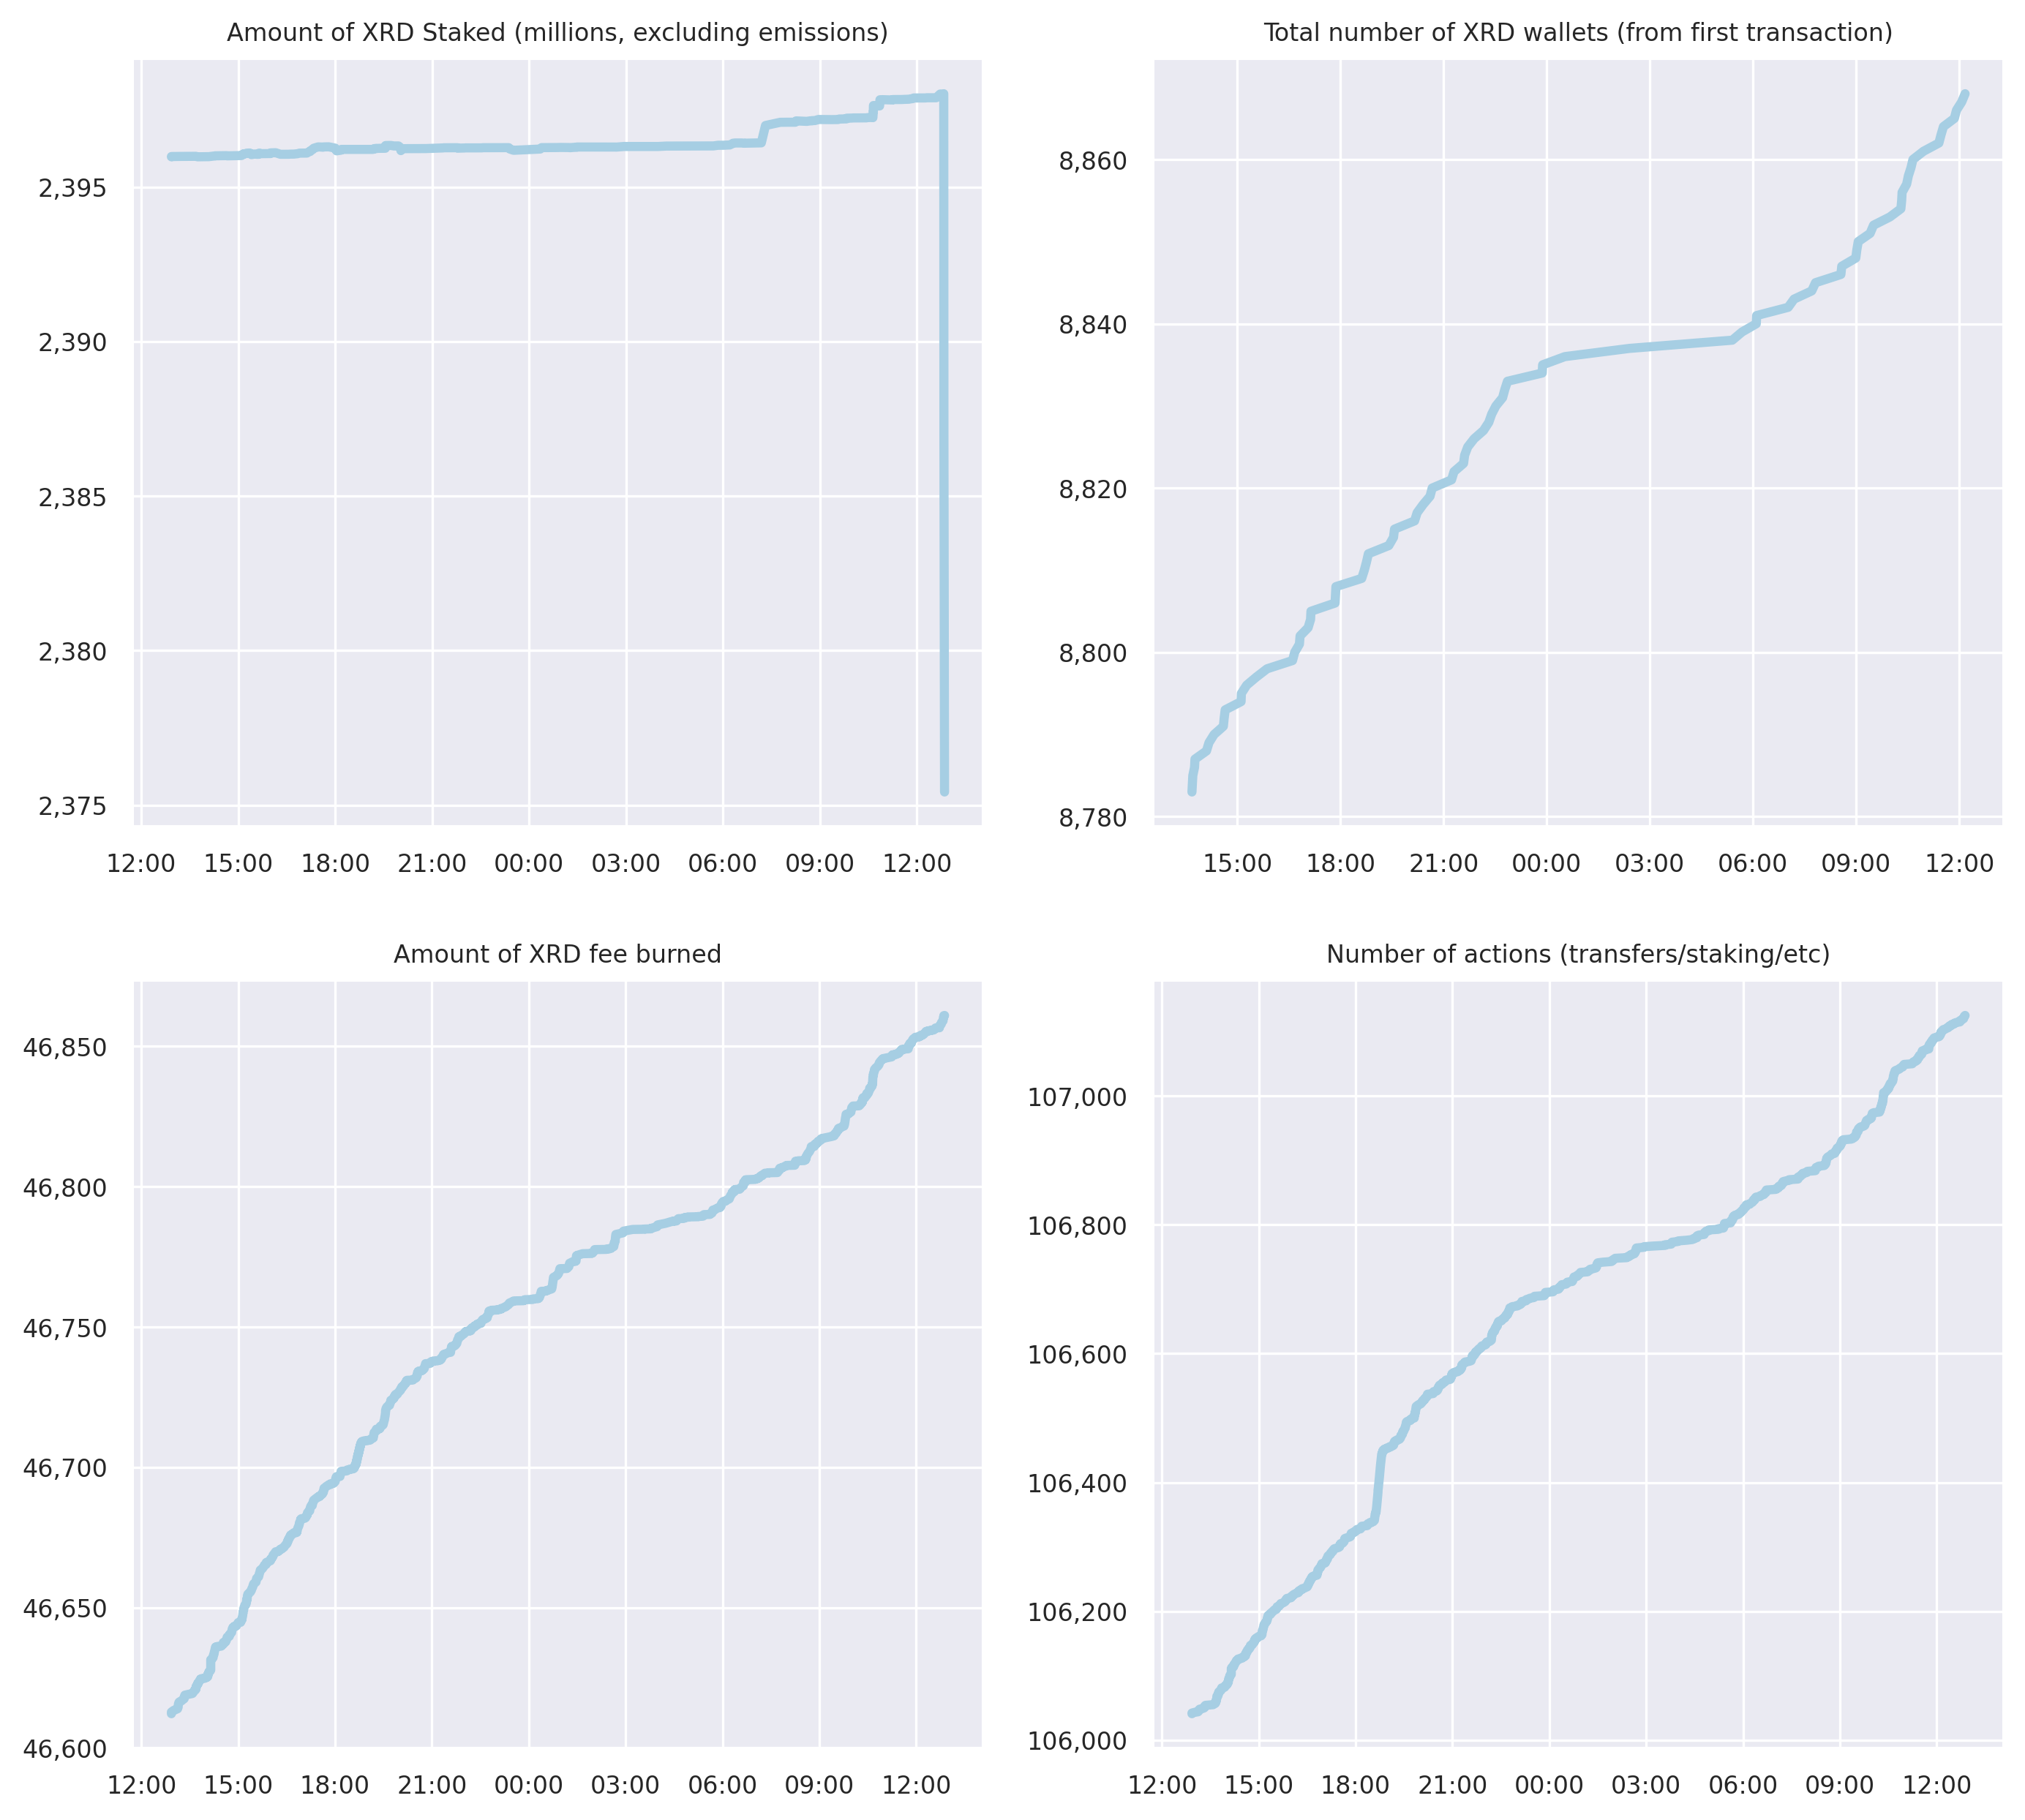 Amount of XRD Staked (millions, excluding emissions)
2,395
2,390
2,385
2,380
2,375
12:00 15:00 18:00 21:00 00:00 03:00 06:00 09:00 12:00
Total number of XRD wallets (from first transaction)
8,860
8,840
8,820
8,800
8,780
15:00 18:00 21:00 00:00 03:00 06:00 09:00 12:00
Amount of XRD fee burned
46,850
46,800
46,750
46,700
46,650
46,600
12:00 15:00 18:00 21:00 00:00 03:00 06:00 09:00 12:00
Number of actions (transfers/staking/etc)
107,000
106,800
106,600
106,400
106,200
106,000
12:00 15:00 18:00 21:00 00:00 03:00 06:00 09:00 12:00